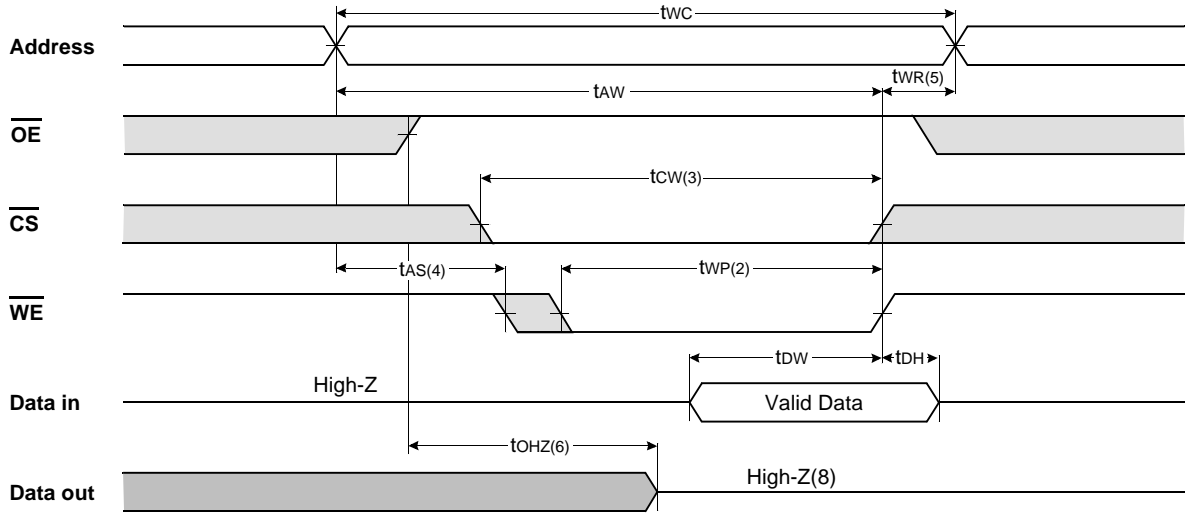 tWC
Address
tAW
tWR(5)
OE
tCW(3)
CS
tAS(4)
tWP(2)
WE
tDW
tDH
High-Z
Data in
Valid Data
tOHZ(6)
High-Z(8)
Data out